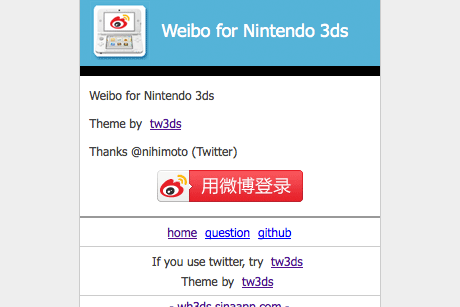 Weibo for Nintendo 3ds
Weibo for Nintendo 3ds
Theme by tw3ds
Thanks @nihimoto (Twitter)
用微博登录
home question github
If you use twitter, try tw3ds
Theme by tw3ds
- wb3ds.sinaapp.com -